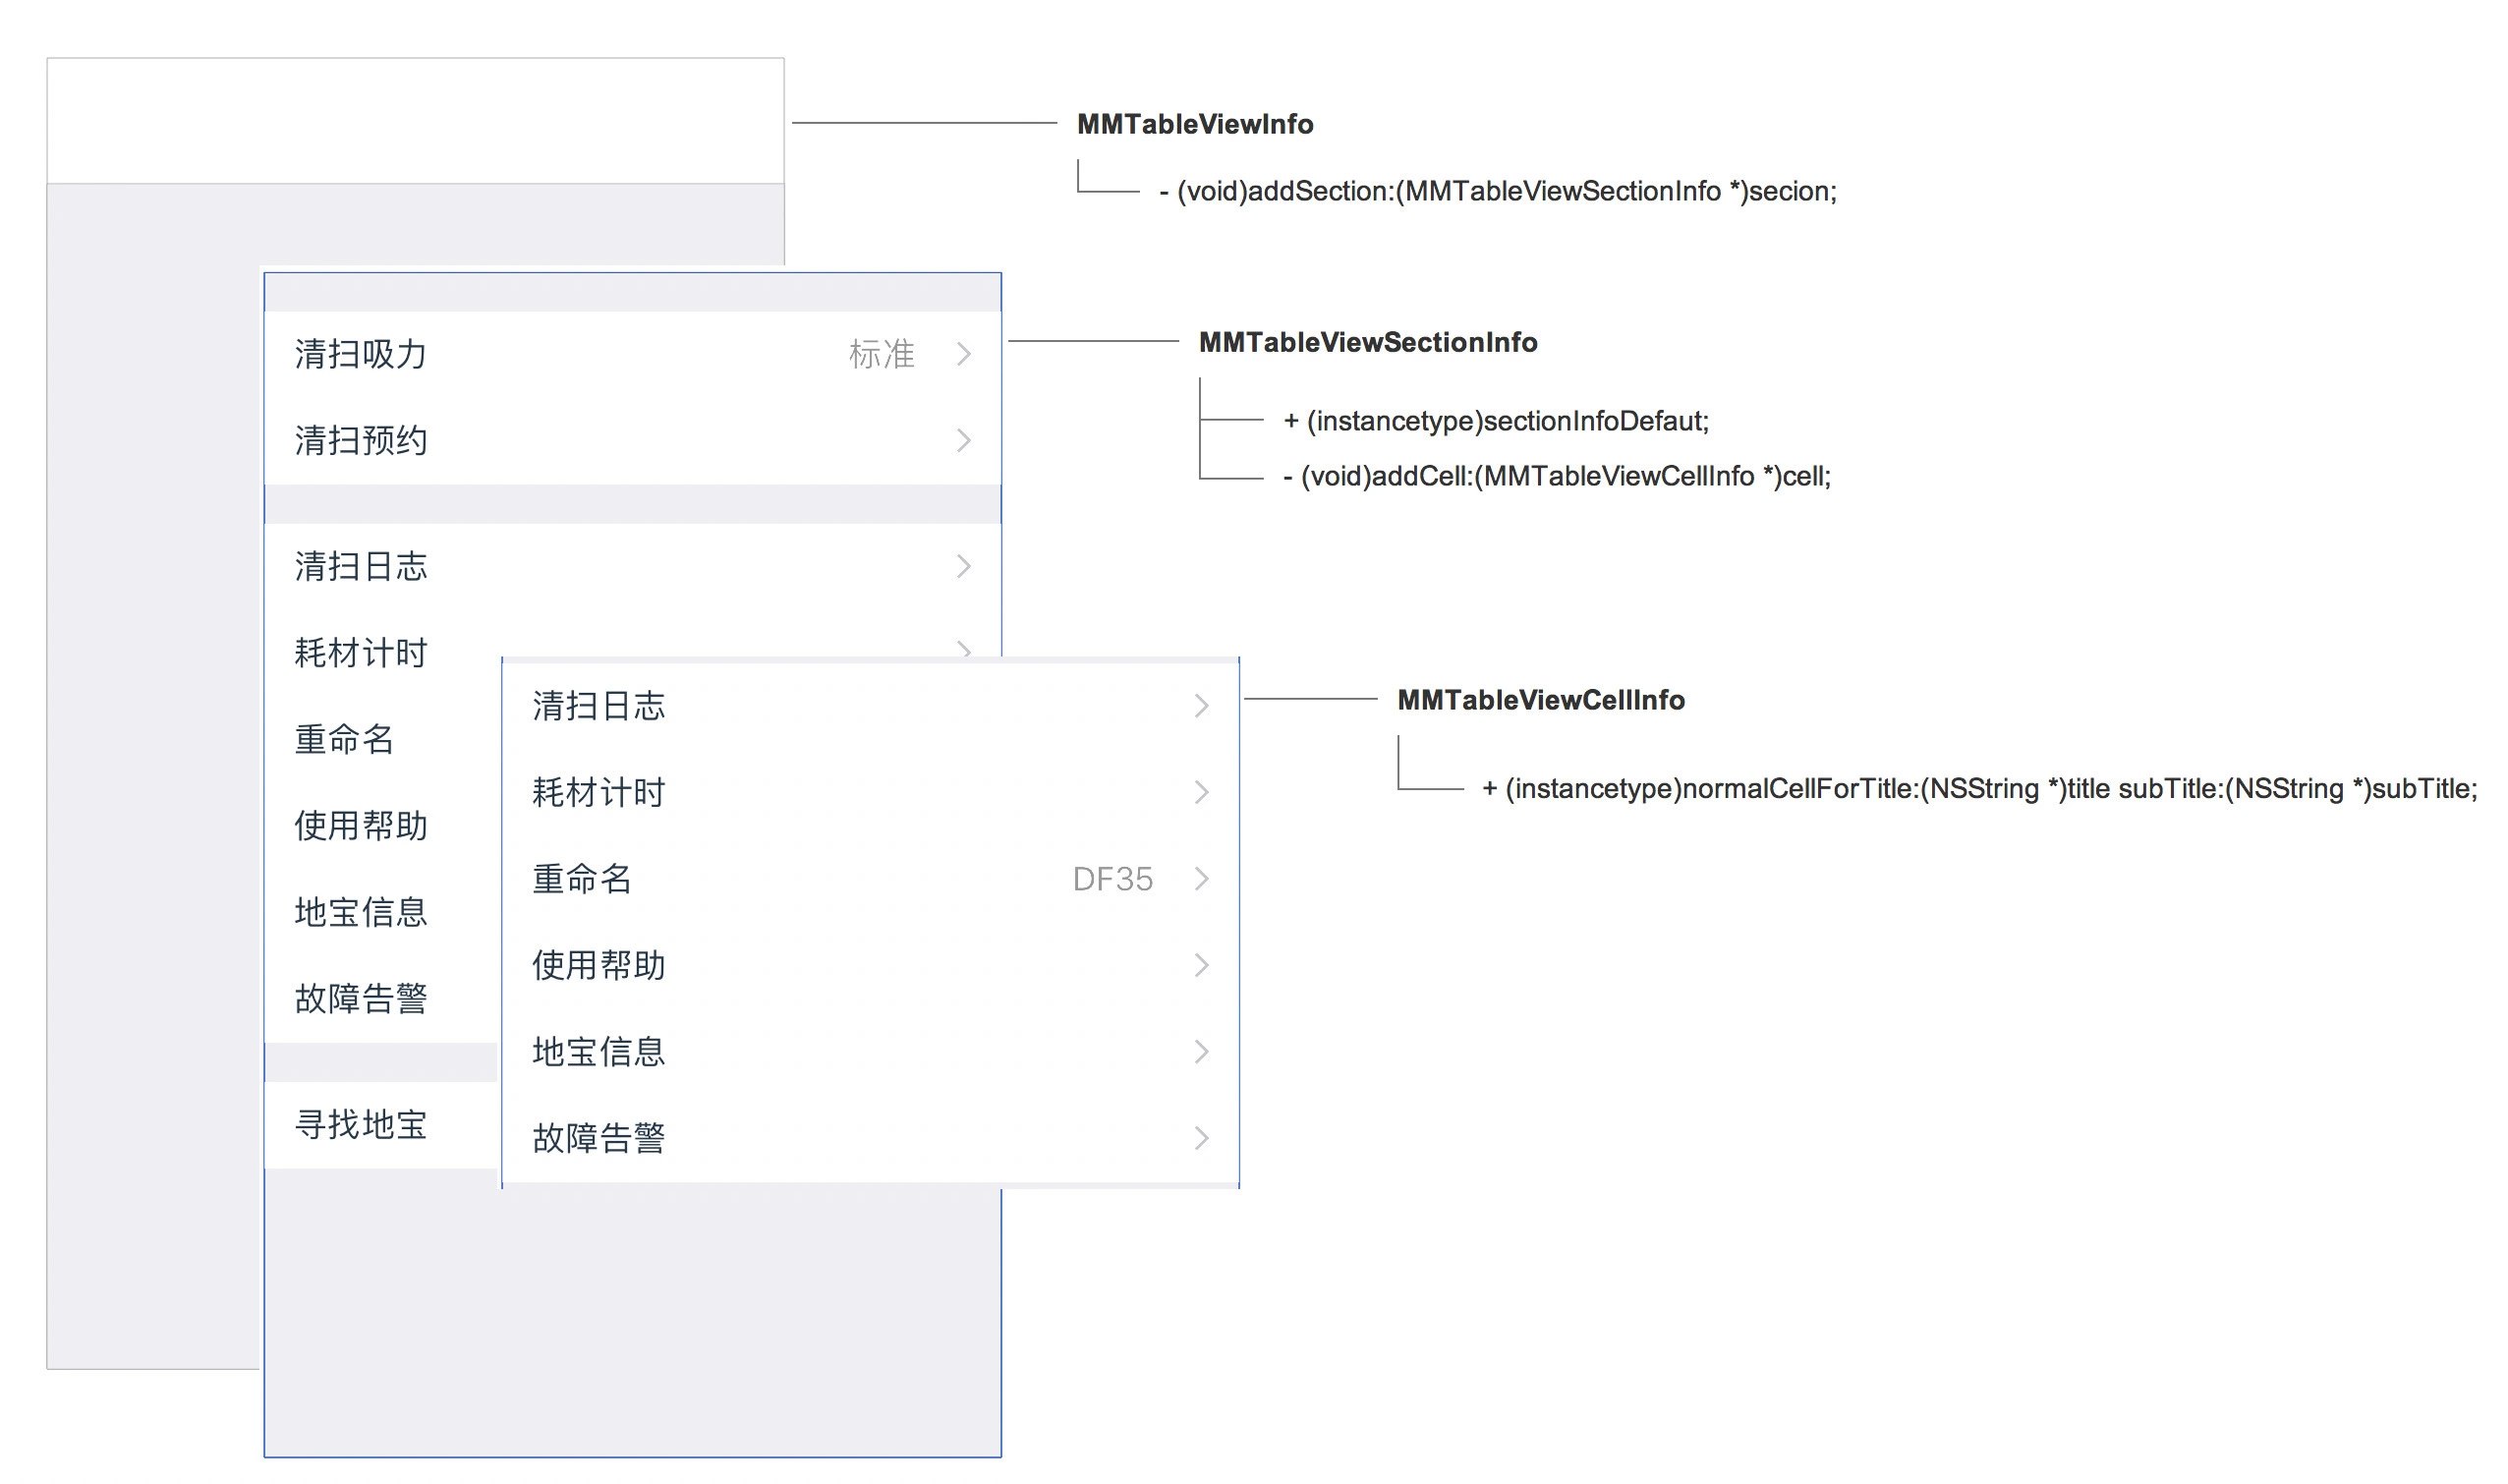 MMTableViewInfo
- (void)addSection:(MMTableViewSectionInfo *)secion;
清扫吸力 标准
清扫预约
清扫日志
耗材计时
重命名
使用帮助
地宝信息
故障告警
寻找地宝
MMTableViewSectionInfo
+ (instancetype)sectionInfoDefaut;
- (void)addCell:(MMTableViewCellInfo *)cell;
清扫日志
耗材计时
重命名 DF35
使用帮助
地宝信息
故障告警
MMTableViewCellInfo
+ (instancetype)normalCellForTitle:(NSString *)title subTitle:(NSString *)subTitle;